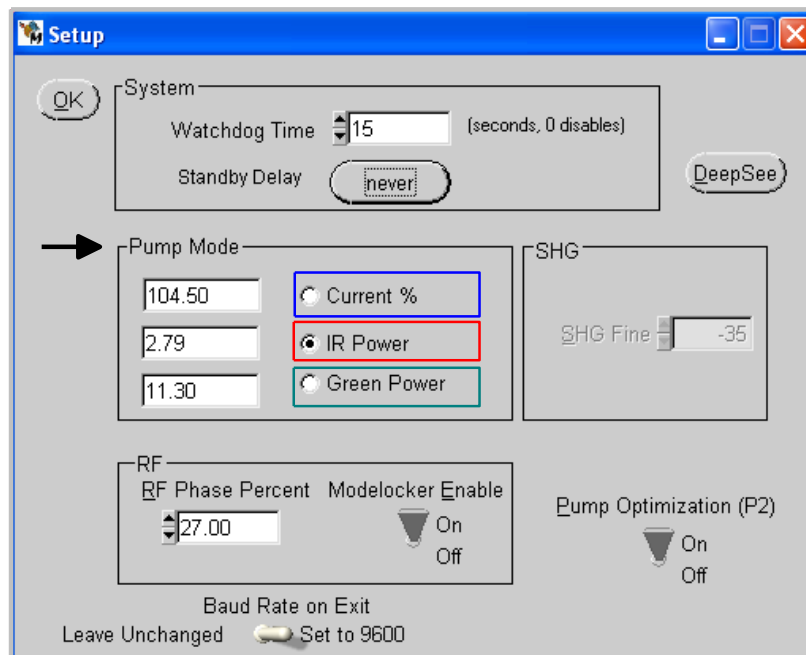 Setup
OK
System
Watchdog Time 15 (seconds, 0 disables)
Standby Delay never
DeepSee
Pump Mode
104.50 Current %
2.79 IR Power
11.30 Green Power
SHG
SHG Fine -35
RF
RF Phase Percent Modelocker Enable
27.00 On
Off
Pump Optimization (P2)
On
Off
Baud Rate on Exit
Leave Unchanged Set to 9600